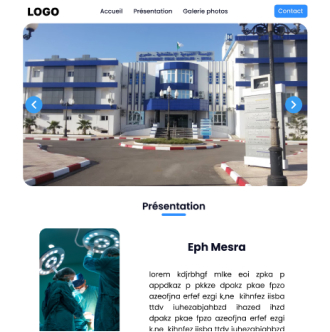 LOGO
Accueil Présentation Galerie photos Contact
Présentation
Eph Mesra
lorem kdjrbhgf mlke eoi zpka p
appdkaz p pkkze dpokz pkae fpzo
azeofjna erfef ezgi k,ne kihnfez iisba
ttdv iuhezabjahbzd ihazed ihzd
dpokz pkae fpzo azeofjna erfef ezgi
k,ne kihnfez iisba ttdv iuhezabjahbzd